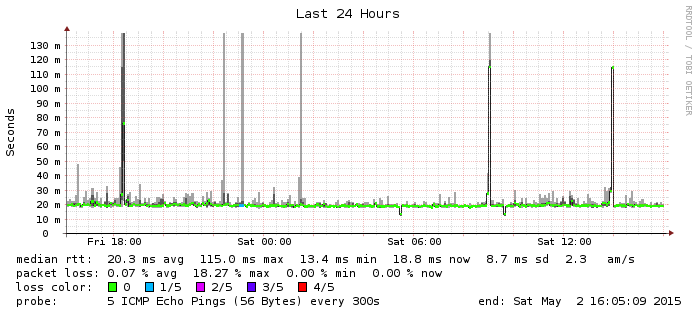 Last 24 Hours
RRDTOOL / TOBI OETIKER
Seconds
130 m
120 m
110 m
100 m
90 m
80 m
70 m
60 m
50 m
40 m
30 m
20 m
10 m
0
Fri 18:00 Sat 00:00 Sat 06:00 Sat 12:00
median rtt: 20.3 ms avg 115.0 ms max 13.4 ms min 18.8 ms now 8.7 ms sd 2.3 am/s
packet loss: 0.07 % avg 18.27 % max 0.00 % min 0.00 % now
loss color: 0 1/5 2/5 3/5 4/5
probe: 5 ICMP Echo Pings (56 Bytes) every 300s end: Sat May 2 16:05:09 2015